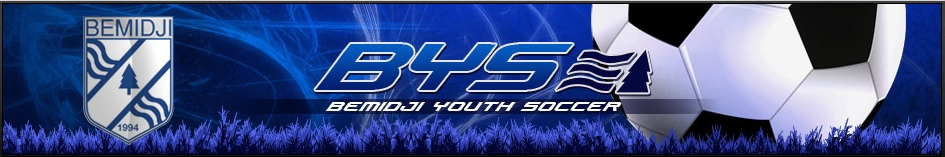 BEMIDJI
1994
BYS
BEMIDJI YOUTH SOCCER